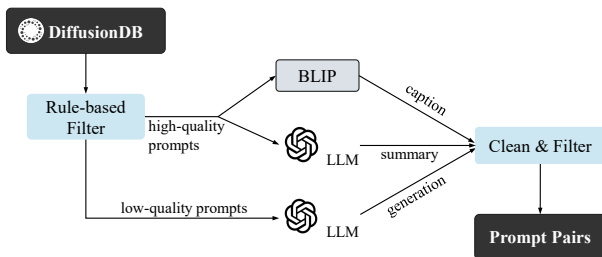 DiffusionDB
BLIP
caption
Rule-based
Filter
high-quality
prompts
LLM
summary
Clean & Filter
low-quality prompts
LLM
generation
Prompt Pairs